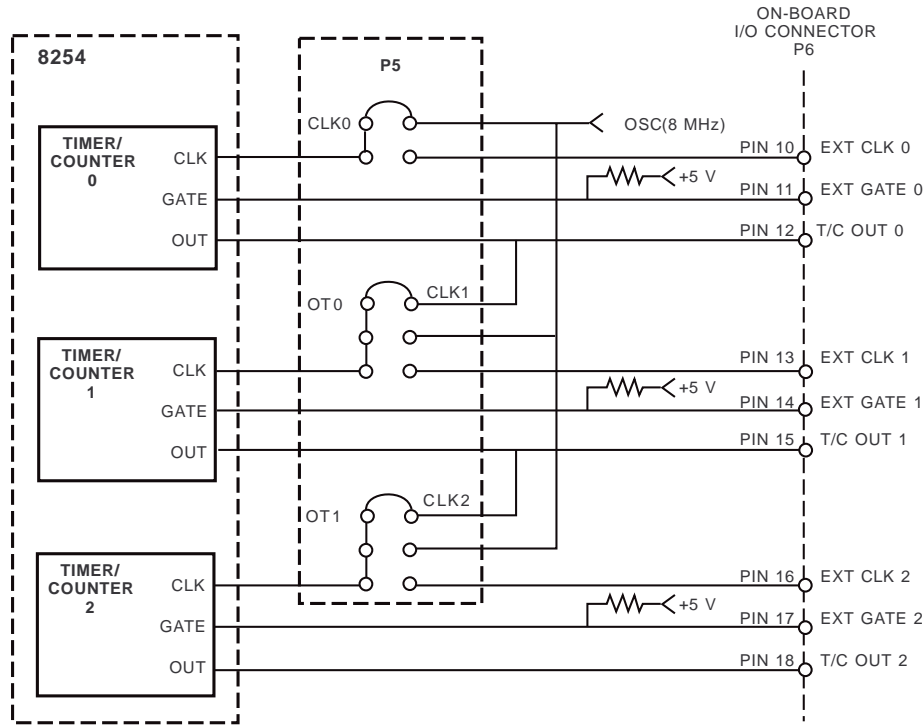 ON-BOARD
I/O CONNECTOR
P6
8254
P5
CLK0
OSC(8 MHz)
TIMER/
COUNTER
0
CLK
PIN 10
EXT CLK 0
+5 V
GATE
PIN 11
EXT GATE 0
OUT
PIN 12
T/C OUT 0
OT0
CLK1
TIMER/
COUNTER
1
CLK
PIN 13
EXT CLK 1
+5 V
GATE
PIN 14
EXT GATE 1
OUT
PIN 15
T/C OUT 1
OT1
CLK2
TIMER/
COUNTER
2
CLK
PIN 16
EXT CLK 2
+5 V
GATE
PIN 17
EXT GATE 2
OUT
PIN 18
T/C OUT 2